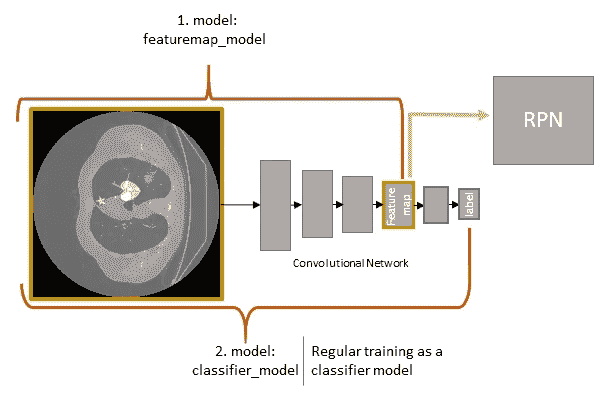 1. model:
featuremap_model
RPN
Feature
map
label
Convolutional Network
2. model:
classifier_model
Regular training as a
classifier model